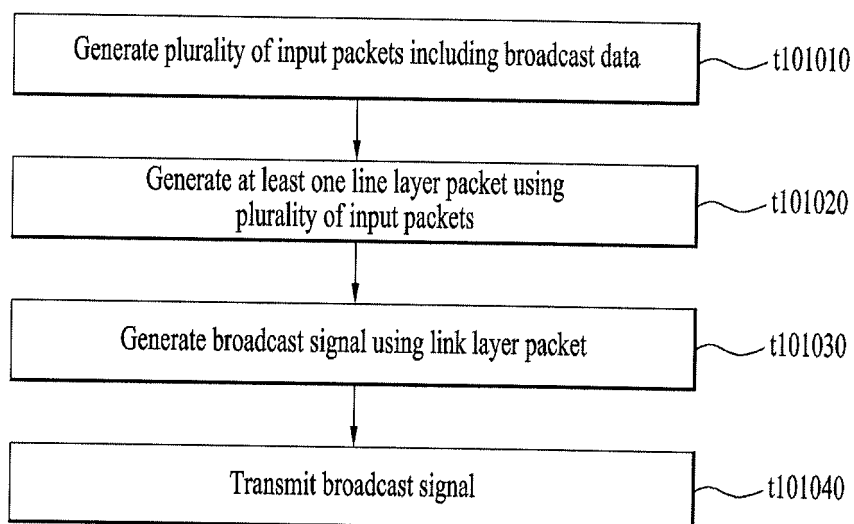 Generate plurality of input packets including broadcast data
t101010
Generate at least one line layer packet using
plurality of input packets
t101020
Generate broadcast signal using link layer packet
t101030
Transmit broadcast signal
t101040